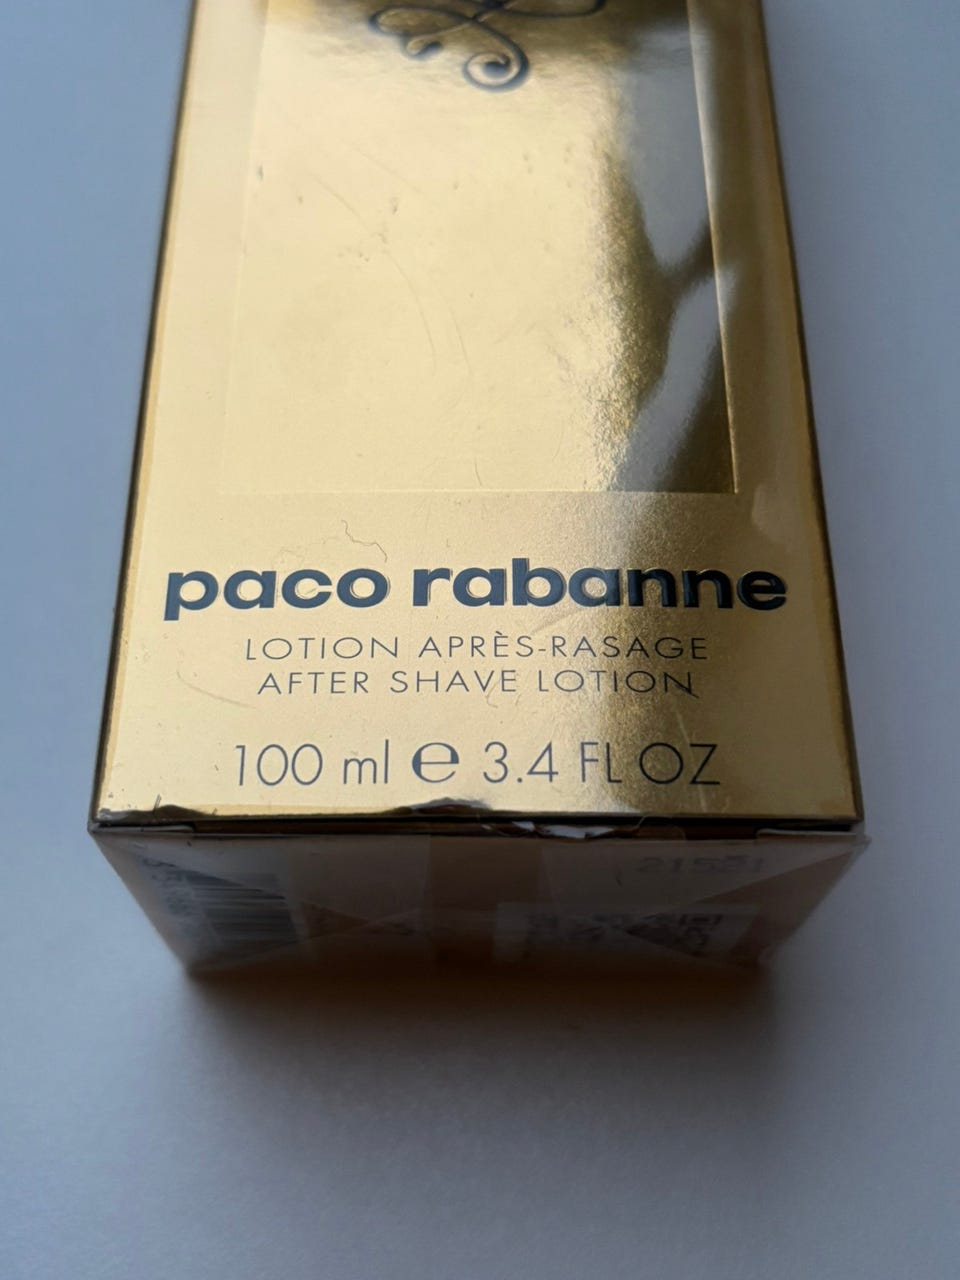 paco rabanne
LOTION APRÈS-RASAGE
AFTER SHAVE LOTION
100 ml ℮ 3.4 FL OZ